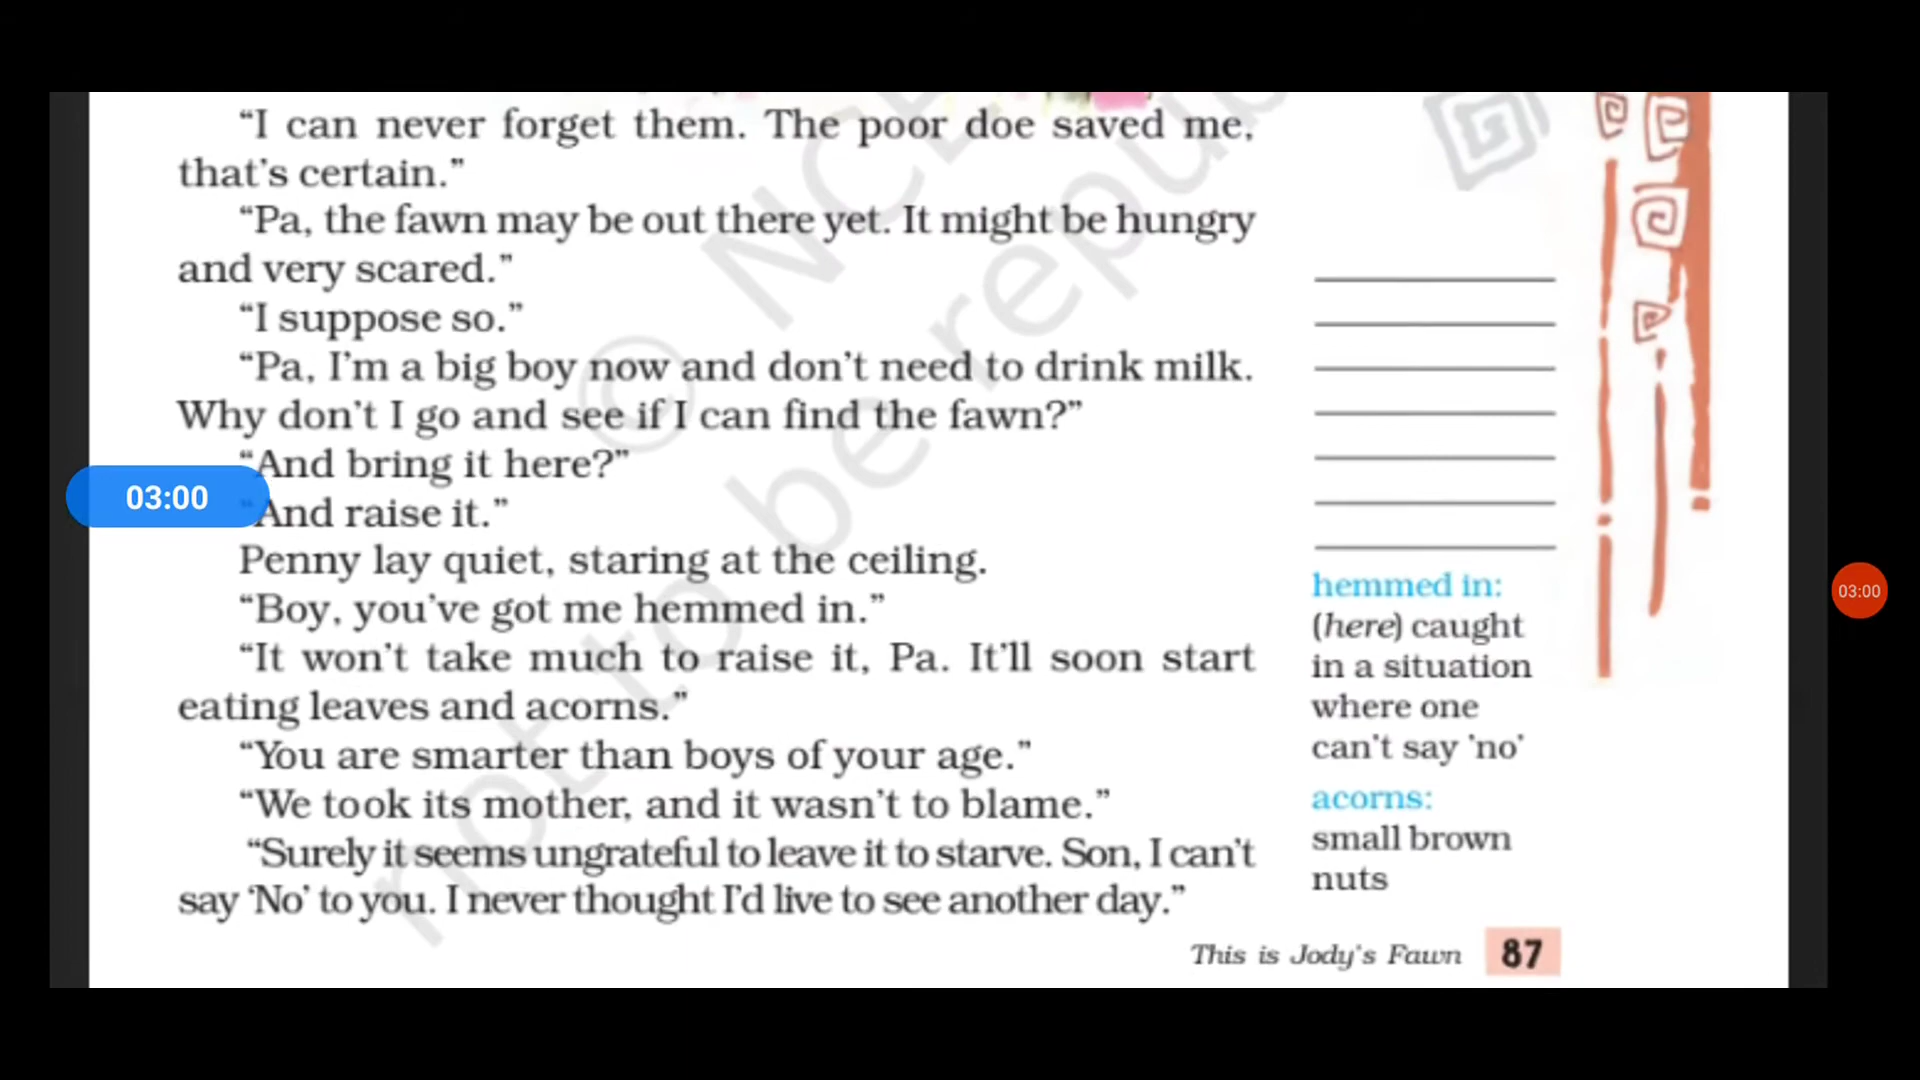 “I can never forget them. The poor doe saved me,
that’s certain.”
“Pa, the fawn may be out there yet. It might be hungry
and very scared.”
“I suppose so.”
“Pa, I’m a big boy now and don’t need to drink milk.
Why don’t I go and see if I can find the fawn?”
“And bring it here?”
“And raise it.”
Penny lay quiet, staring at the ceiling.
“Boy, you’ve got me hemmed in.”
“It won’t take much to raise it, Pa. It’ll soon start
eating leaves and acorns.”
“You are smarter than boys of your age.”
“We took its mother, and it wasn’t to blame.”
“Surely it seems ungrateful to leave it to starve. Son, I can’t
say ‘No’ to you. I never thought I’d live to see another day.”
hemmed in:
(here) caught
in a situation
where one
can't say 'no'
acorns:
small brown
nuts
This is Jody's Fawn 87
03:00
03:00
© NCE
not to be repu